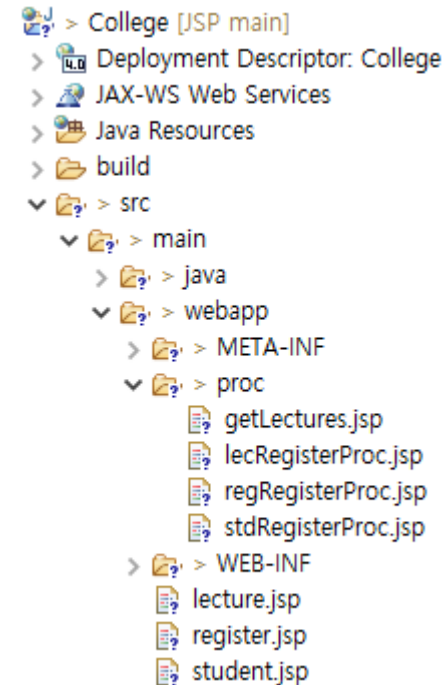 > College [JSP main]
> Deployment Descriptor: College
> JAX-WS Web Services
> Java Resources
> build
> src
> main
> java
> webapp
> META-INF
> proc
getLectures.jsp
lecRegisterProc.jsp
regRegisterProc.jsp
stdRegisterProc.jsp
> WEB-INF
lecture.jsp
register.jsp
student.jsp